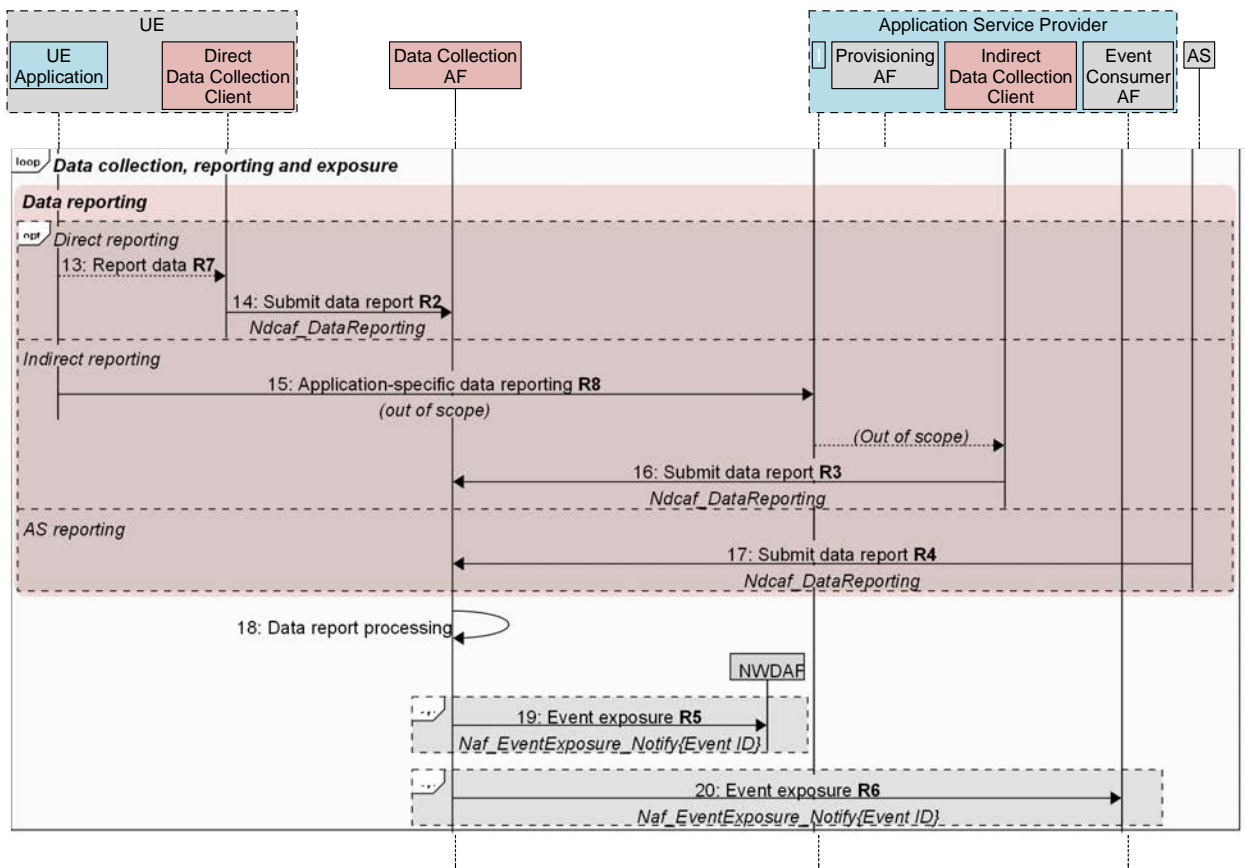 UE
Application Service Provider
UE
Application
Direct
Data Collection
Client
Data Collection
AF
Provisioning
AF
Indirect
Data Collection
Client
Event
Consumer
AF
AS
loop
Data collection, reporting and exposure
Data reporting
opt
Direct reporting
13: Report data R7
14: Submit data report R2
Ndcaf_DataReporting
Indirect reporting
15: Application-specific data reporting R8
(out of scope)
(Out of scope)
16: Submit data report R3
Ndcaf_DataReporting
AS reporting
17: Submit data report R4
Ndcaf_DataReporting
18: Data report processing
NWDAF
19: Event exposure R5
Naf_EventExposure_Notify{Event ID}
20: Event exposure R6
Naf_EventExposure_Notify{Event ID}